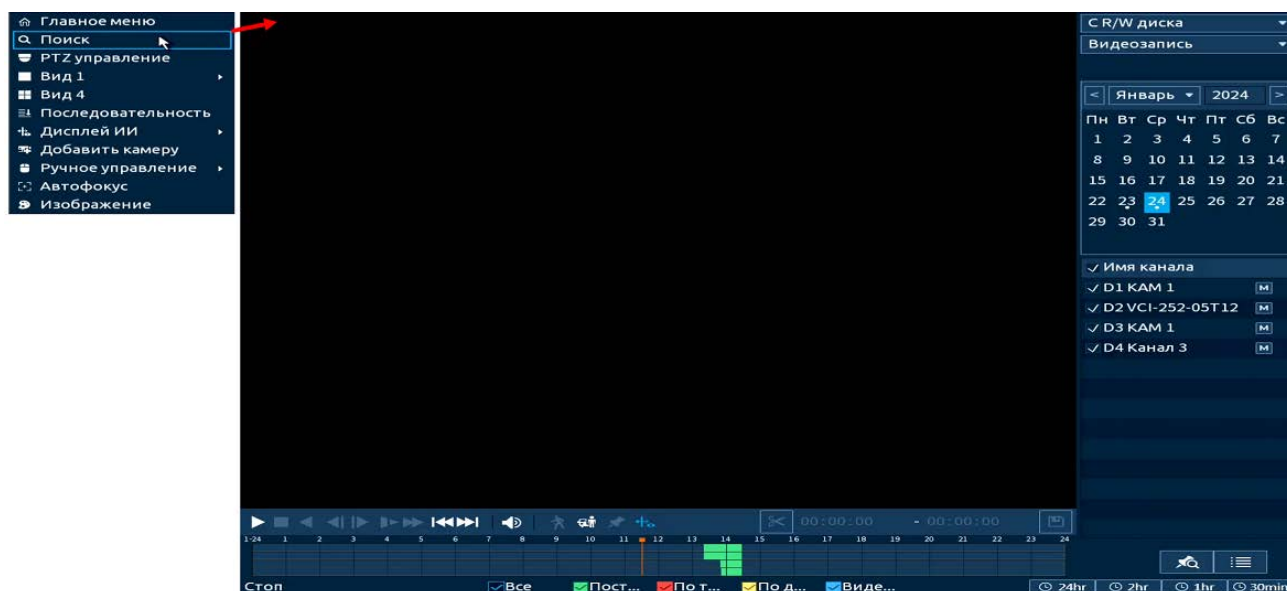 Главное меню
Поиск
PTZ управление
Вид 1
Вид 4
Последовательность
Дисплей ИИ
Добавить камеру
Ручное управление
Автофокус
Изображение
С R/W диска
Видеозапись
< Январь 2024 >
Пн Вт Ср Чт Пт Сб Вс
1 2 3 4 5 6 7
8 9 10 11 12 13 14
15 16 17 18 19 20 21
22 23 24 25 26 27 28
29 30 31
Имя канала
D1 КАМ 1 M
D2 VCI-252-05T12 M
D3 КАМ 1 M
D4 Канал 3 M
00:00:00 - 00:00:00
1-24 1 2 3 4 5 6 7 8 9 10 11 12 13 14 15 16 17 18 19 20 21 22 23 24
Стоп Все Пост... По т... По д... Виде... 24hr 2hr 1hr 30min